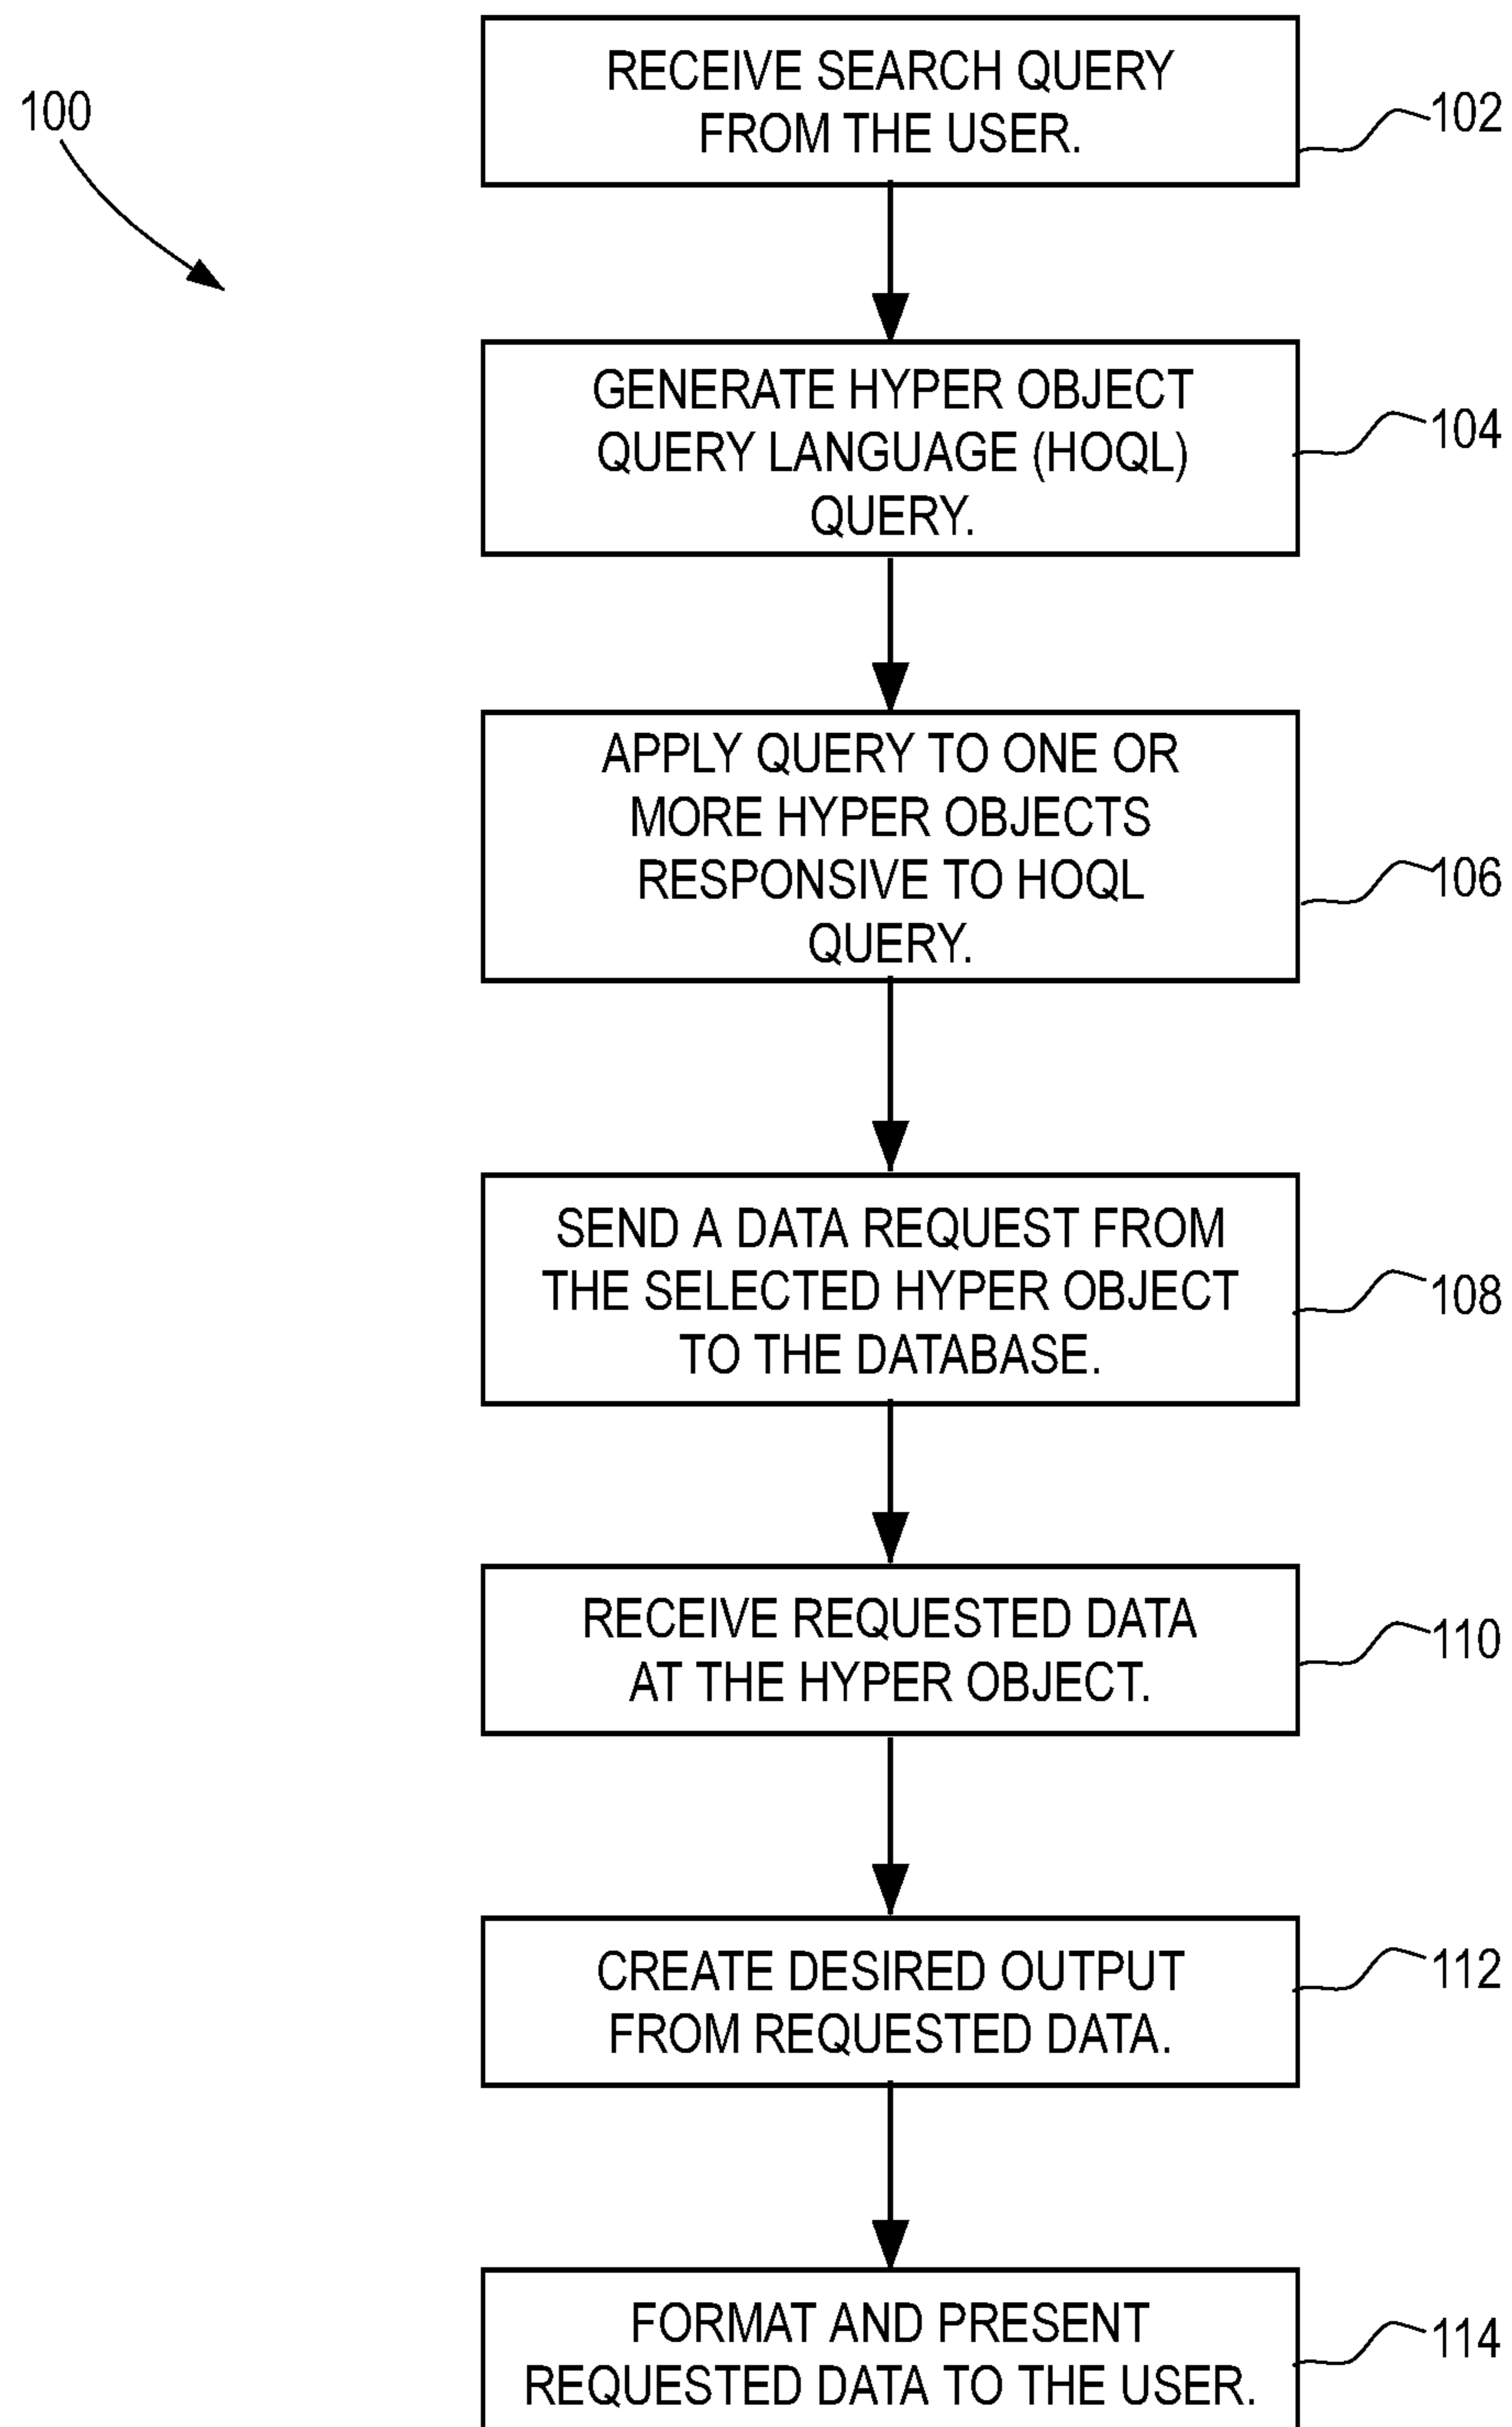 100
RECEIVE SEARCH QUERY
FROM THE USER.
102
GENERATE HYPER OBJECT
QUERY LANGUAGE (HOQL)
QUERY.
104
APPLY QUERY TO ONE OR
MORE HYPER OBJECTS
RESPONSIVE TO HOQL
QUERY.
106
SEND A DATA REQUEST FROM
THE SELECTED HYPER OBJECT
TO THE DATABASE.
108
RECEIVE REQUESTED DATA
AT THE HYPER OBJECT.
110
CREATE DESIRED OUTPUT
FROM REQUESTED DATA.
112
FORMAT AND PRESENT
REQUESTED DATA TO THE USER.
114